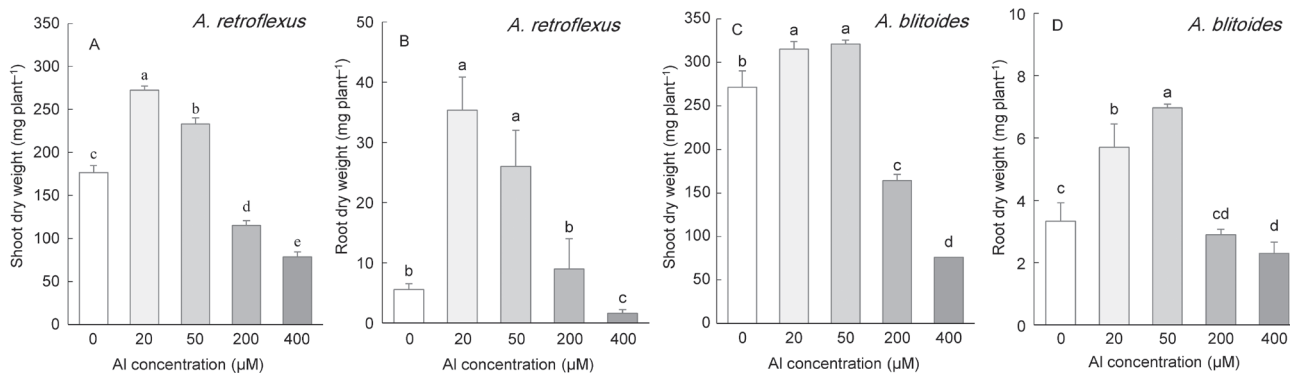 A
A. retroflexus
Shoot dry weight (mg plant⁻¹)
350
300
250
200
150
100
50
0
c
a
b
d
e
0 20 50 200 400
Al concentration (µM)
B
A. retroflexus
Root dry weight (mg plant⁻¹)
50
40
30
20
10
0
b
a
a
b
c
0 20 50 200 400
Al concentration (µM)
C
A. blitoides
Shoot dry weight (mg plant⁻¹)
350
300
250
200
150
100
50
0
b
a
a
c
d
0 20 50 200 400
Al concentration (µM)
D
A. blitoides
Root dry weight (mg plant⁻¹)
10
8
6
4
2
0
c
b
a
cd
d
0 20 50 200 400
Al concentration (µM)